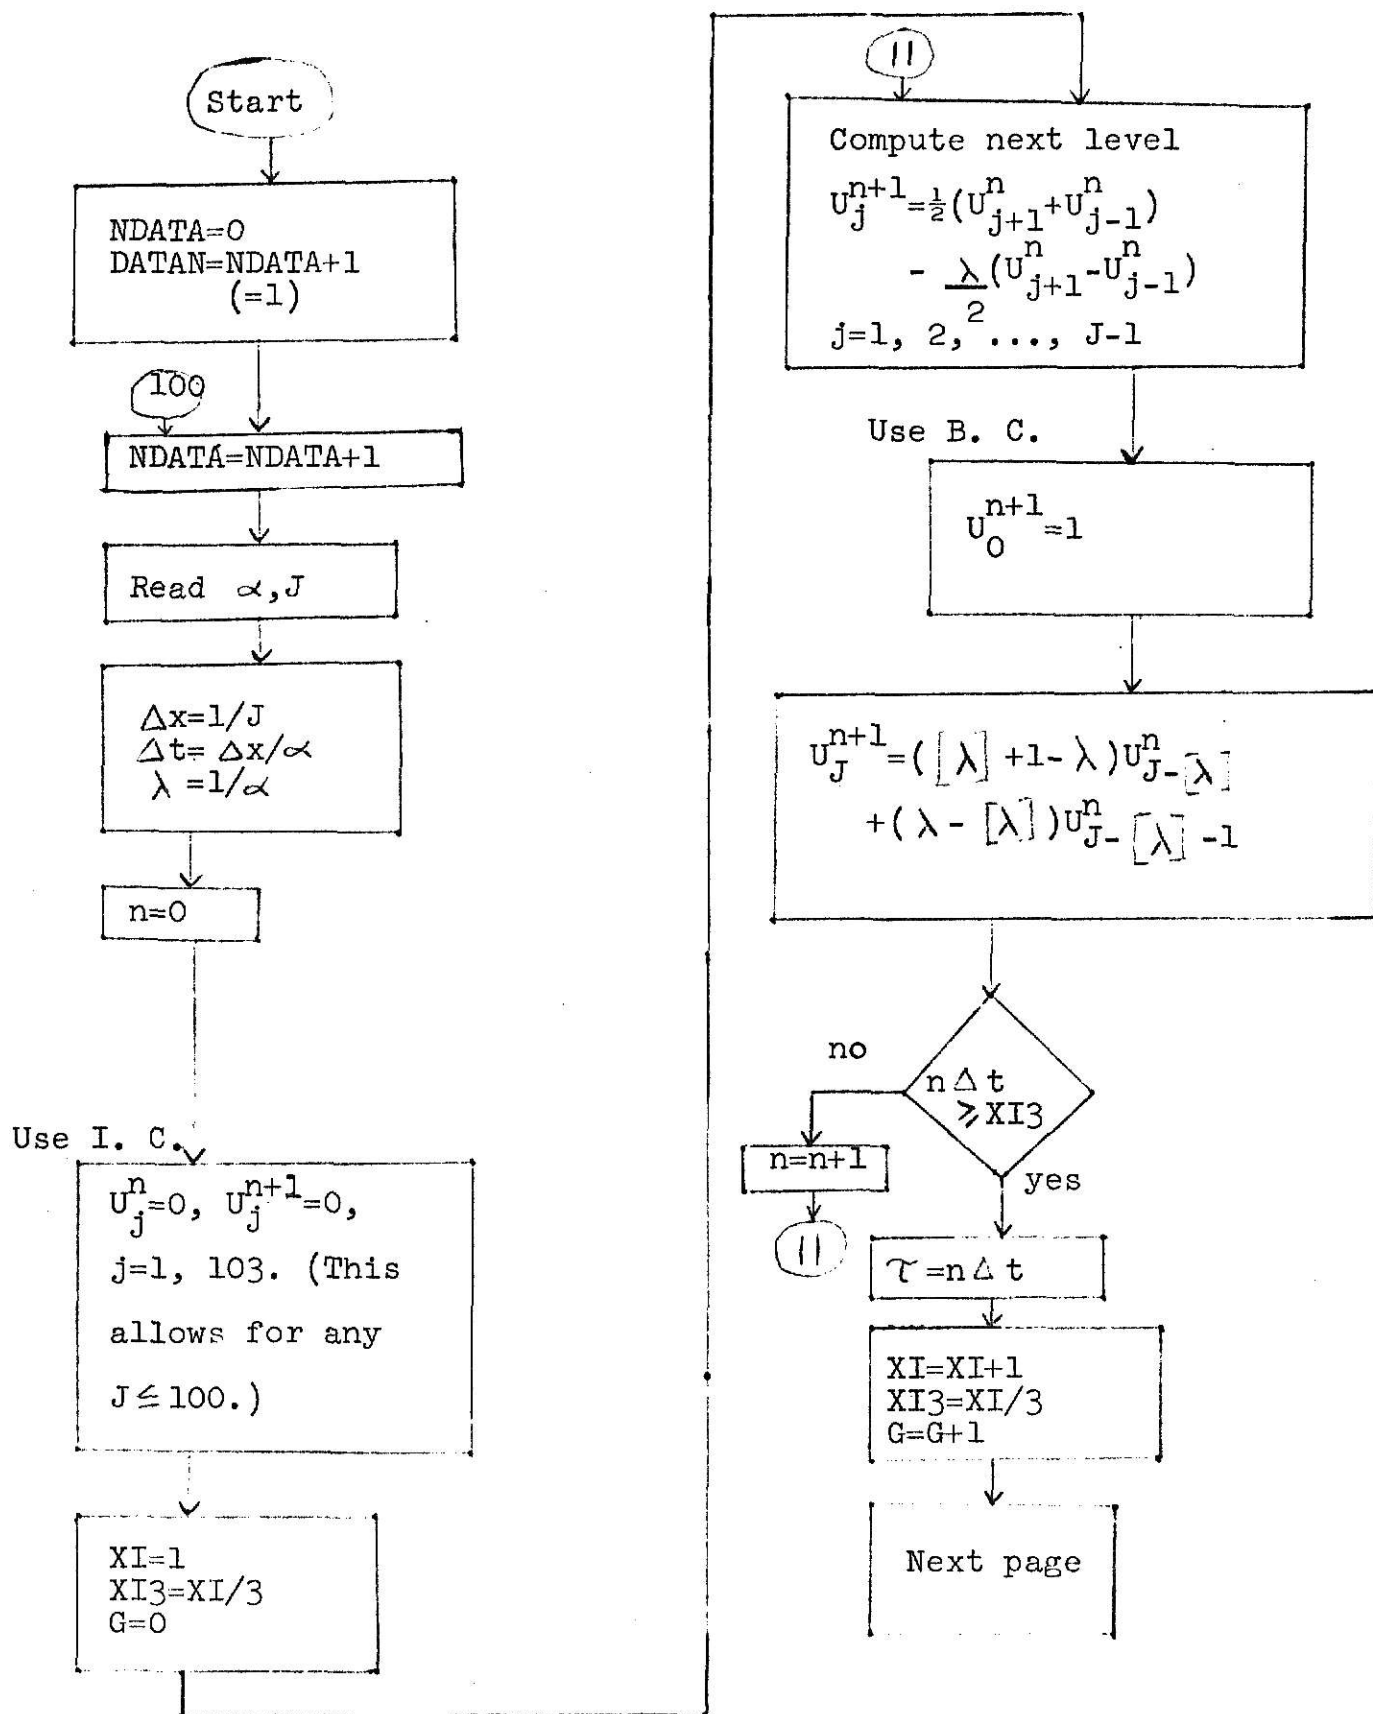 Start
NDATA=0
DATAN=NDATA+1
(=1)
100
NDATA=NDATA+1
Read α,J
Δx=1/J
Δt= Δx/α
λ=1/α
n=0
Use I. C.
U_j^n=0, U_j^{n+1}=0,
j=1, 103. (This
allows for any
J≦100.)
XI=1
XI3=XI/3
G=0
11
Compute next level
U_j^{n+1}=½(U_{j+1}^n+U_{j-1}^n)
- λ/2(U_{j+1}^n-U_{j-1}^n)
j=1, 2, ..., J-1
Use B. C.
U_0^{n+1}=1
U_J^{n+1}=([λ]+1-λ)U_{J-[λ]}^n
+(λ-[λ])U_{J-[λ]-1}^n
no
nΔt
⩾XI3
n=n+1
yes
11
τ=nΔt
XI=XI+1
XI3=XI/3
G=G+1
Next page